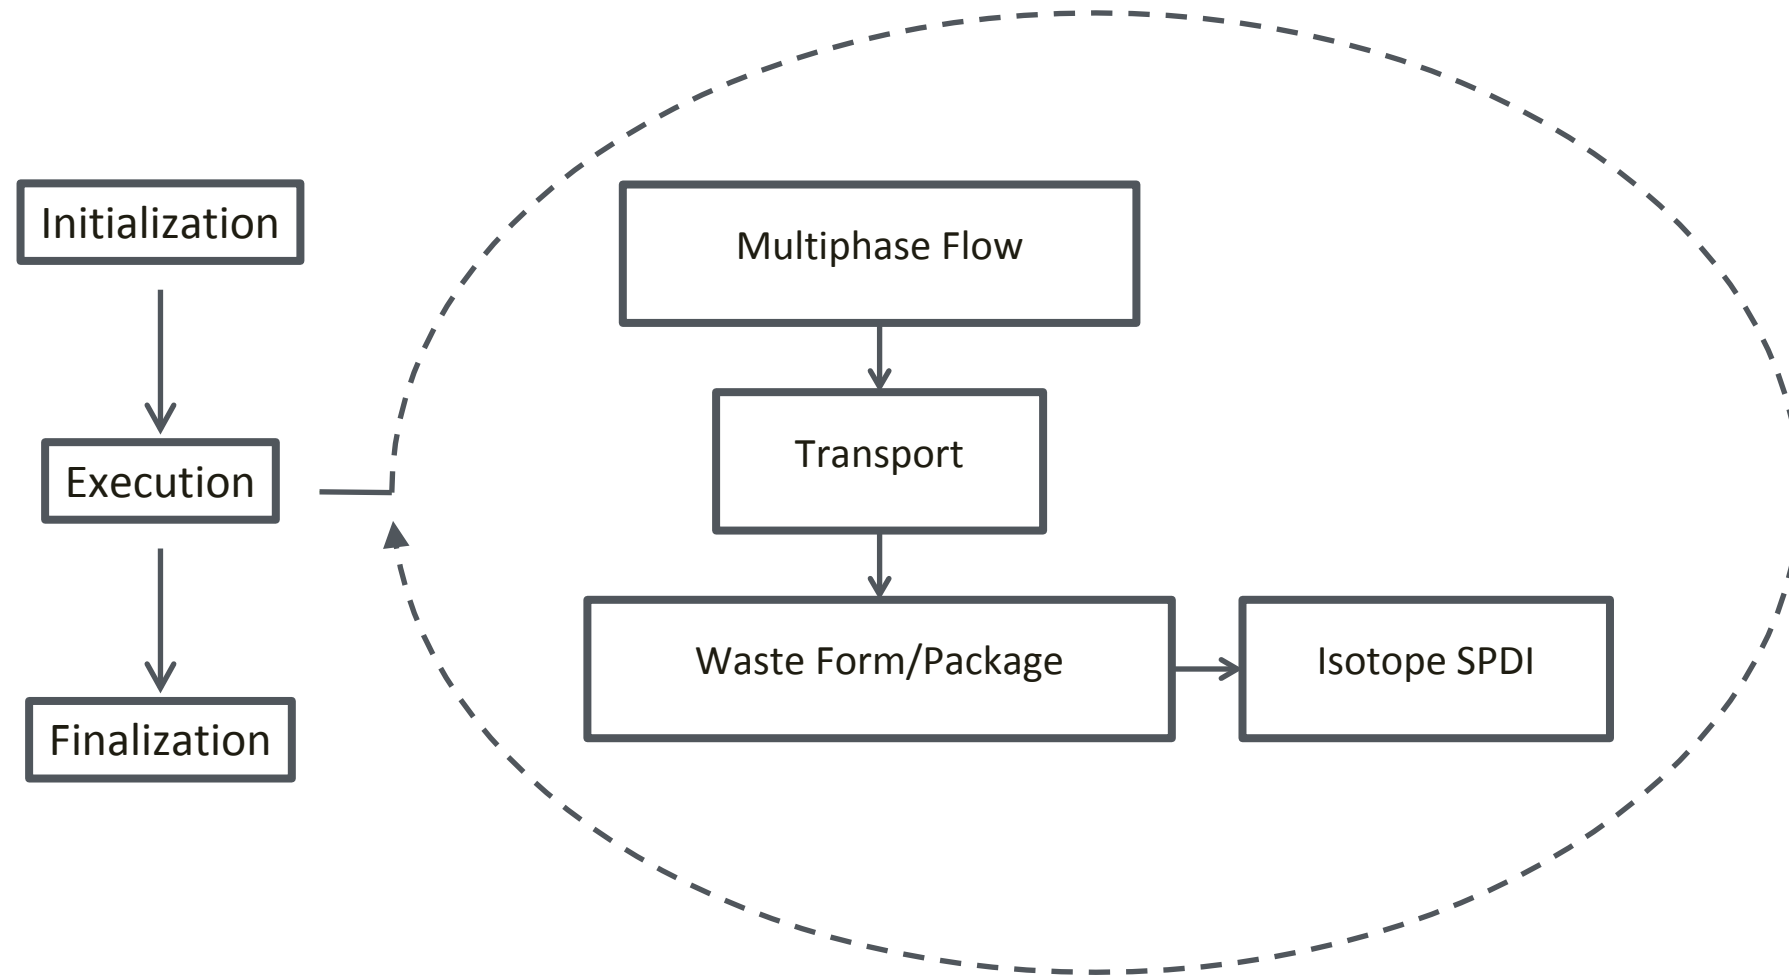 Initialization
Execution
Finalization
Multiphase Flow
Transport
Waste Form/Package
Isotope SPDI